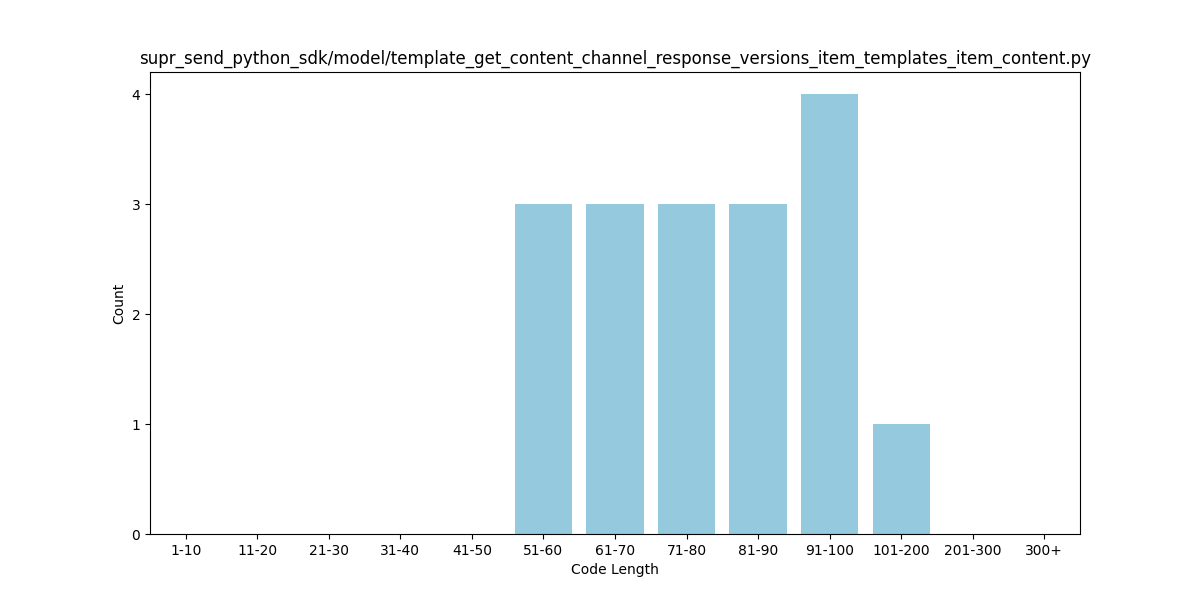 supr_send_python_sdk/model/template_get_content_channel_response_versions_item_templates_item_content.py
4
3
2
1
0
Count
1-10 11-20 21-30 31-40 41-50 51-60 61-70 71-80 81-90 91-100 101-200 201-300 300+
Code Length